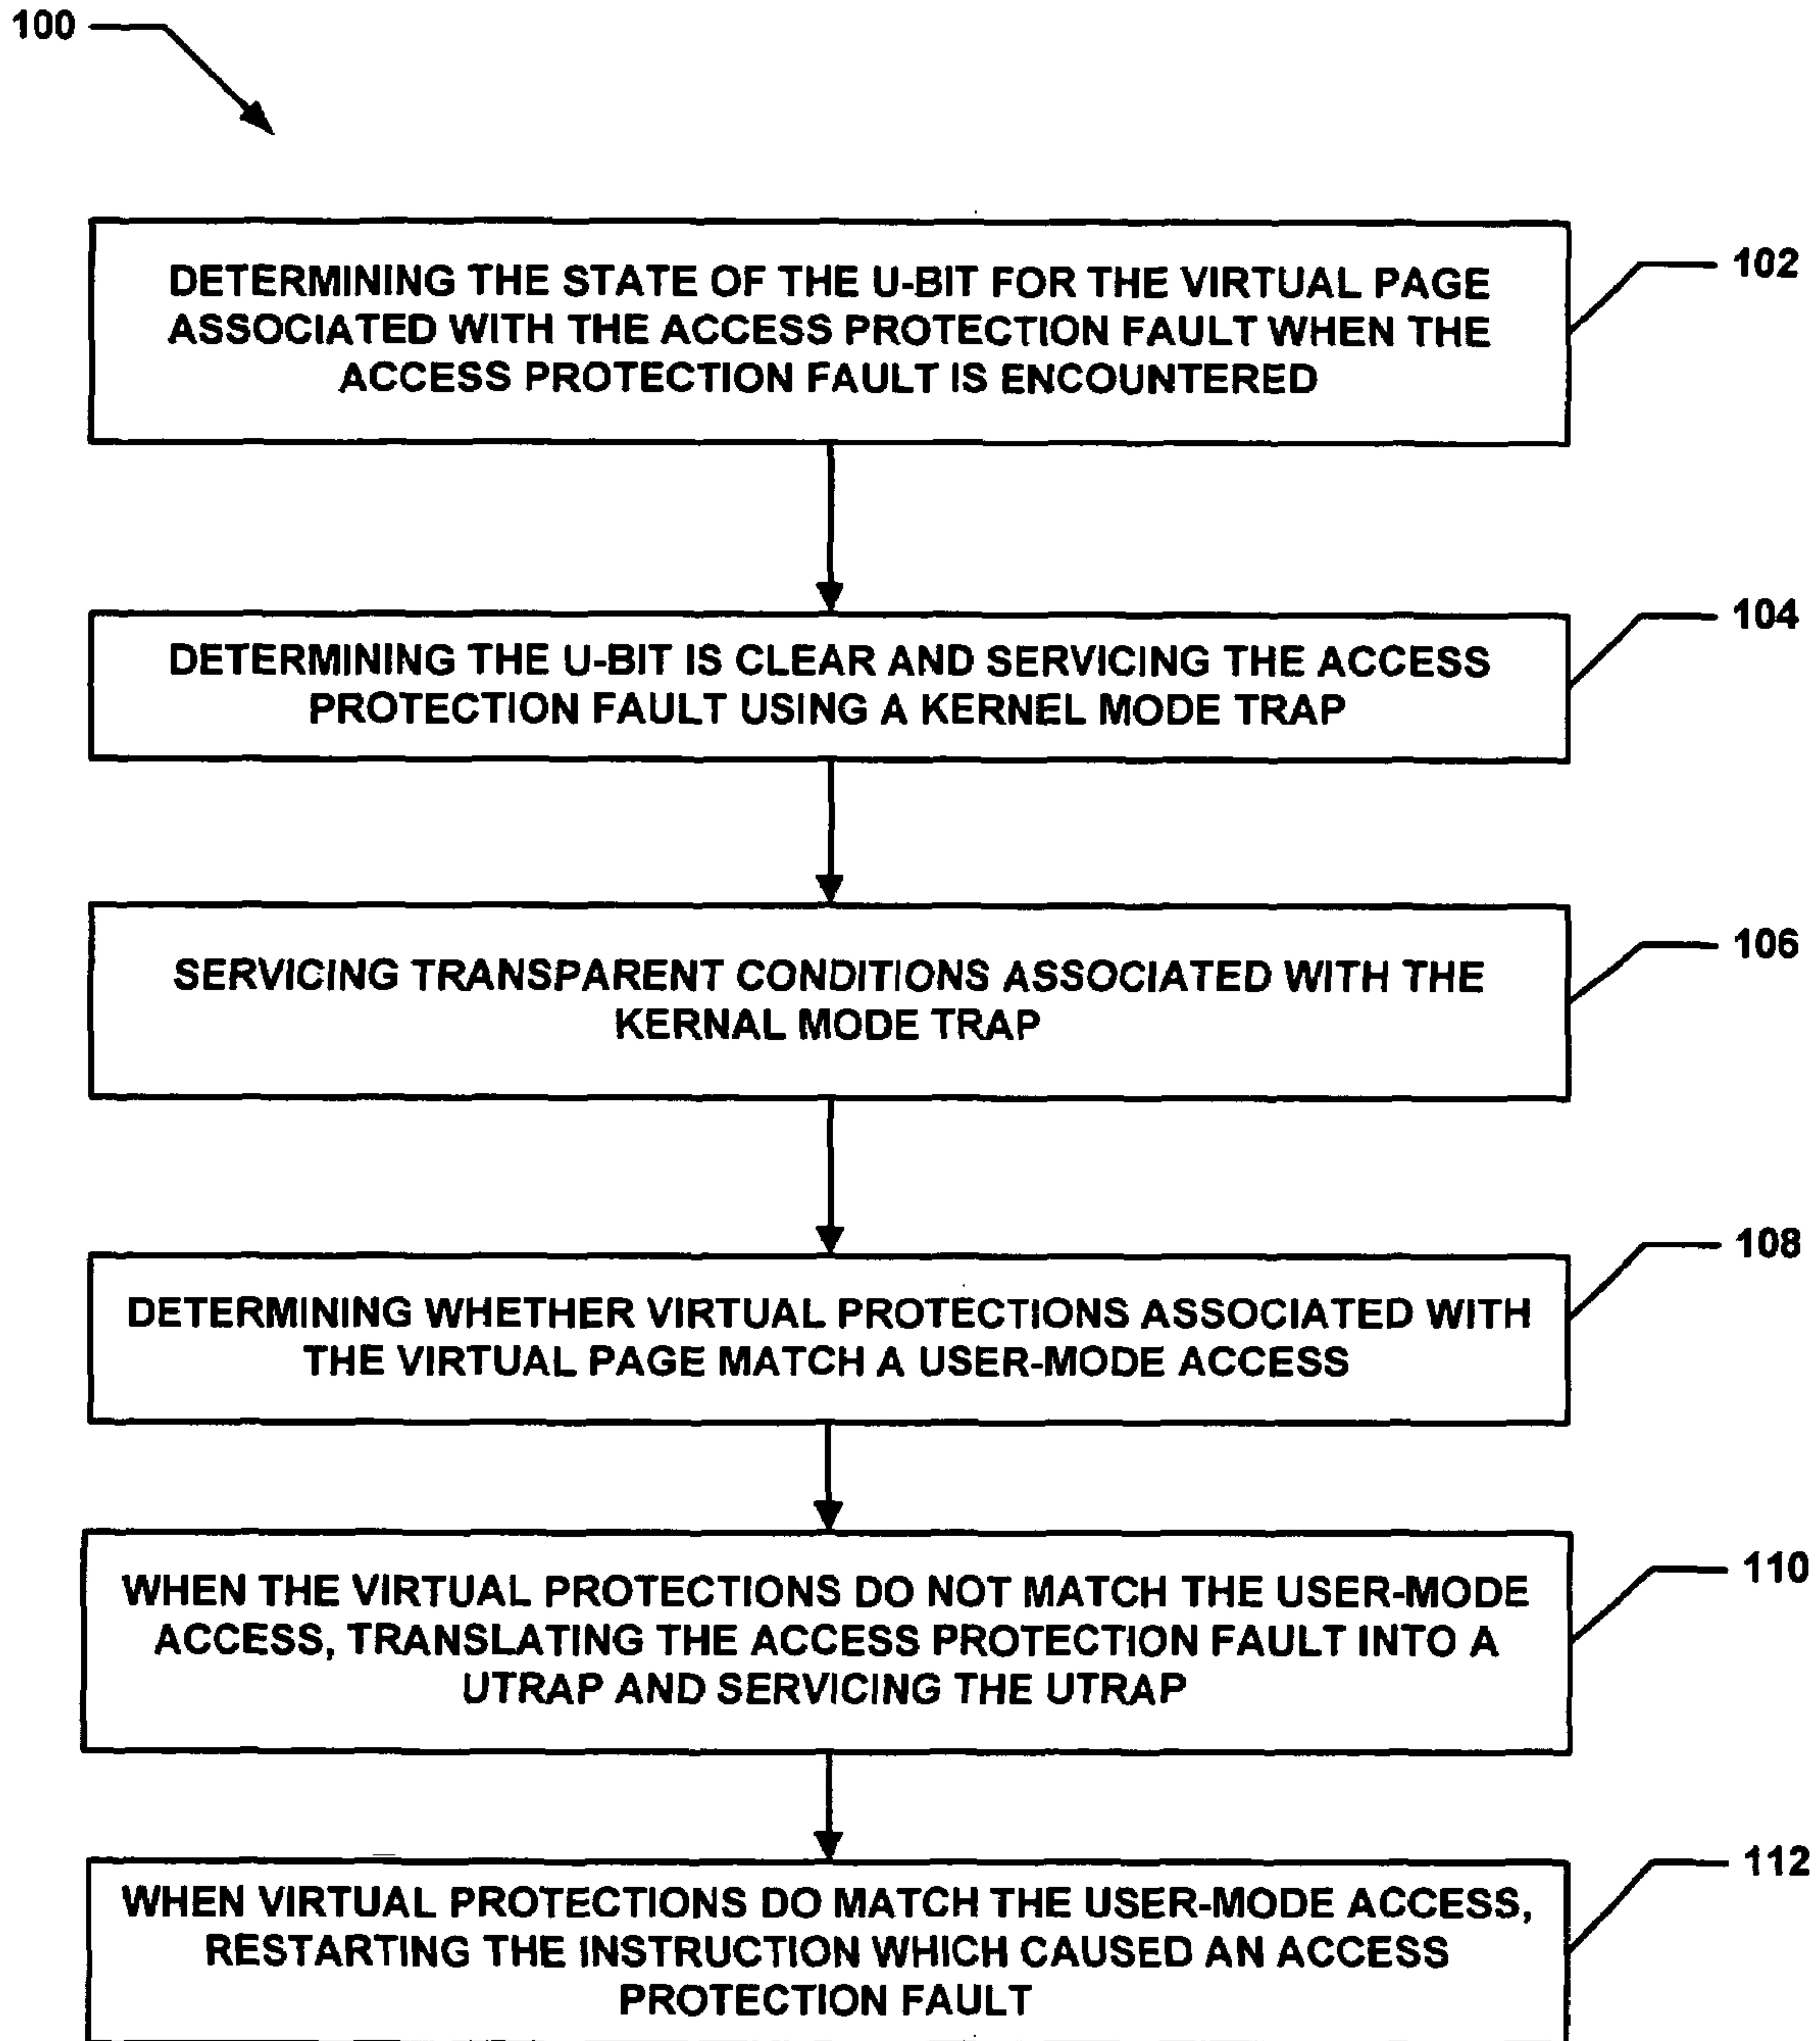 100
DETERMINING THE STATE OF THE U-BIT FOR THE VIRTUAL PAGE
ASSOCIATED WITH THE ACCESS PROTECTION FAULT WHEN THE
ACCESS PROTECTION FAULT IS ENCOUNTERED
102
DETERMINING THE U-BIT IS CLEAR AND SERVICING THE ACCESS
PROTECTION FAULT USING A KERNEL MODE TRAP
104
SERVICING TRANSPARENT CONDITIONS ASSOCIATED WITH THE
KERNAL MODE TRAP
106
DETERMINING WHETHER VIRTUAL PROTECTIONS ASSOCIATED WITH
THE VIRTUAL PAGE MATCH A USER-MODE ACCESS
108
WHEN THE VIRTUAL PROTECTIONS DO NOT MATCH THE USER-MODE
ACCESS, TRANSLATING THE ACCESS PROTECTION FAULT INTO A
UTRAP AND SERVICING THE UTRAP
110
WHEN VIRTUAL PROTECTIONS DO MATCH THE USER-MODE ACCESS,
RESTARTING THE INSTRUCTION WHICH CAUSED AN ACCESS
PROTECTION FAULT
112